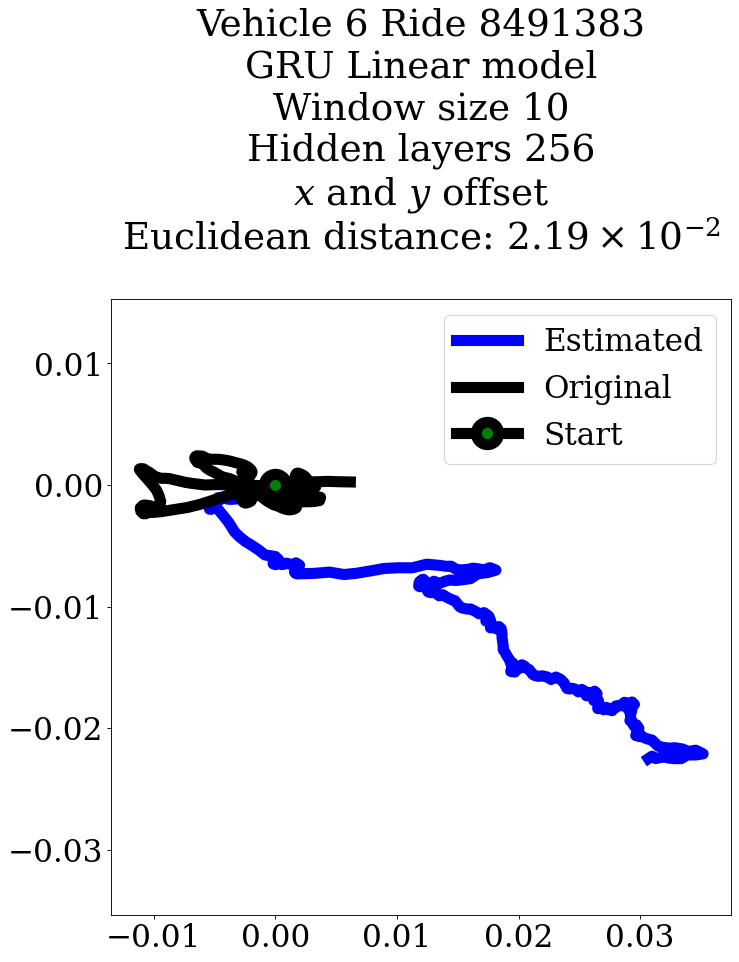 Vehicle 6 Ride 8491383
GRU Linear model
Window size 10
Hidden layers 256
x and y offset
Euclidean distance: 2.19 × 10⁻²
Estimated
Original
Start
0.01
0.00
−0.01
−0.02
−0.03
−0.01 0.00 0.01 0.02 0.03